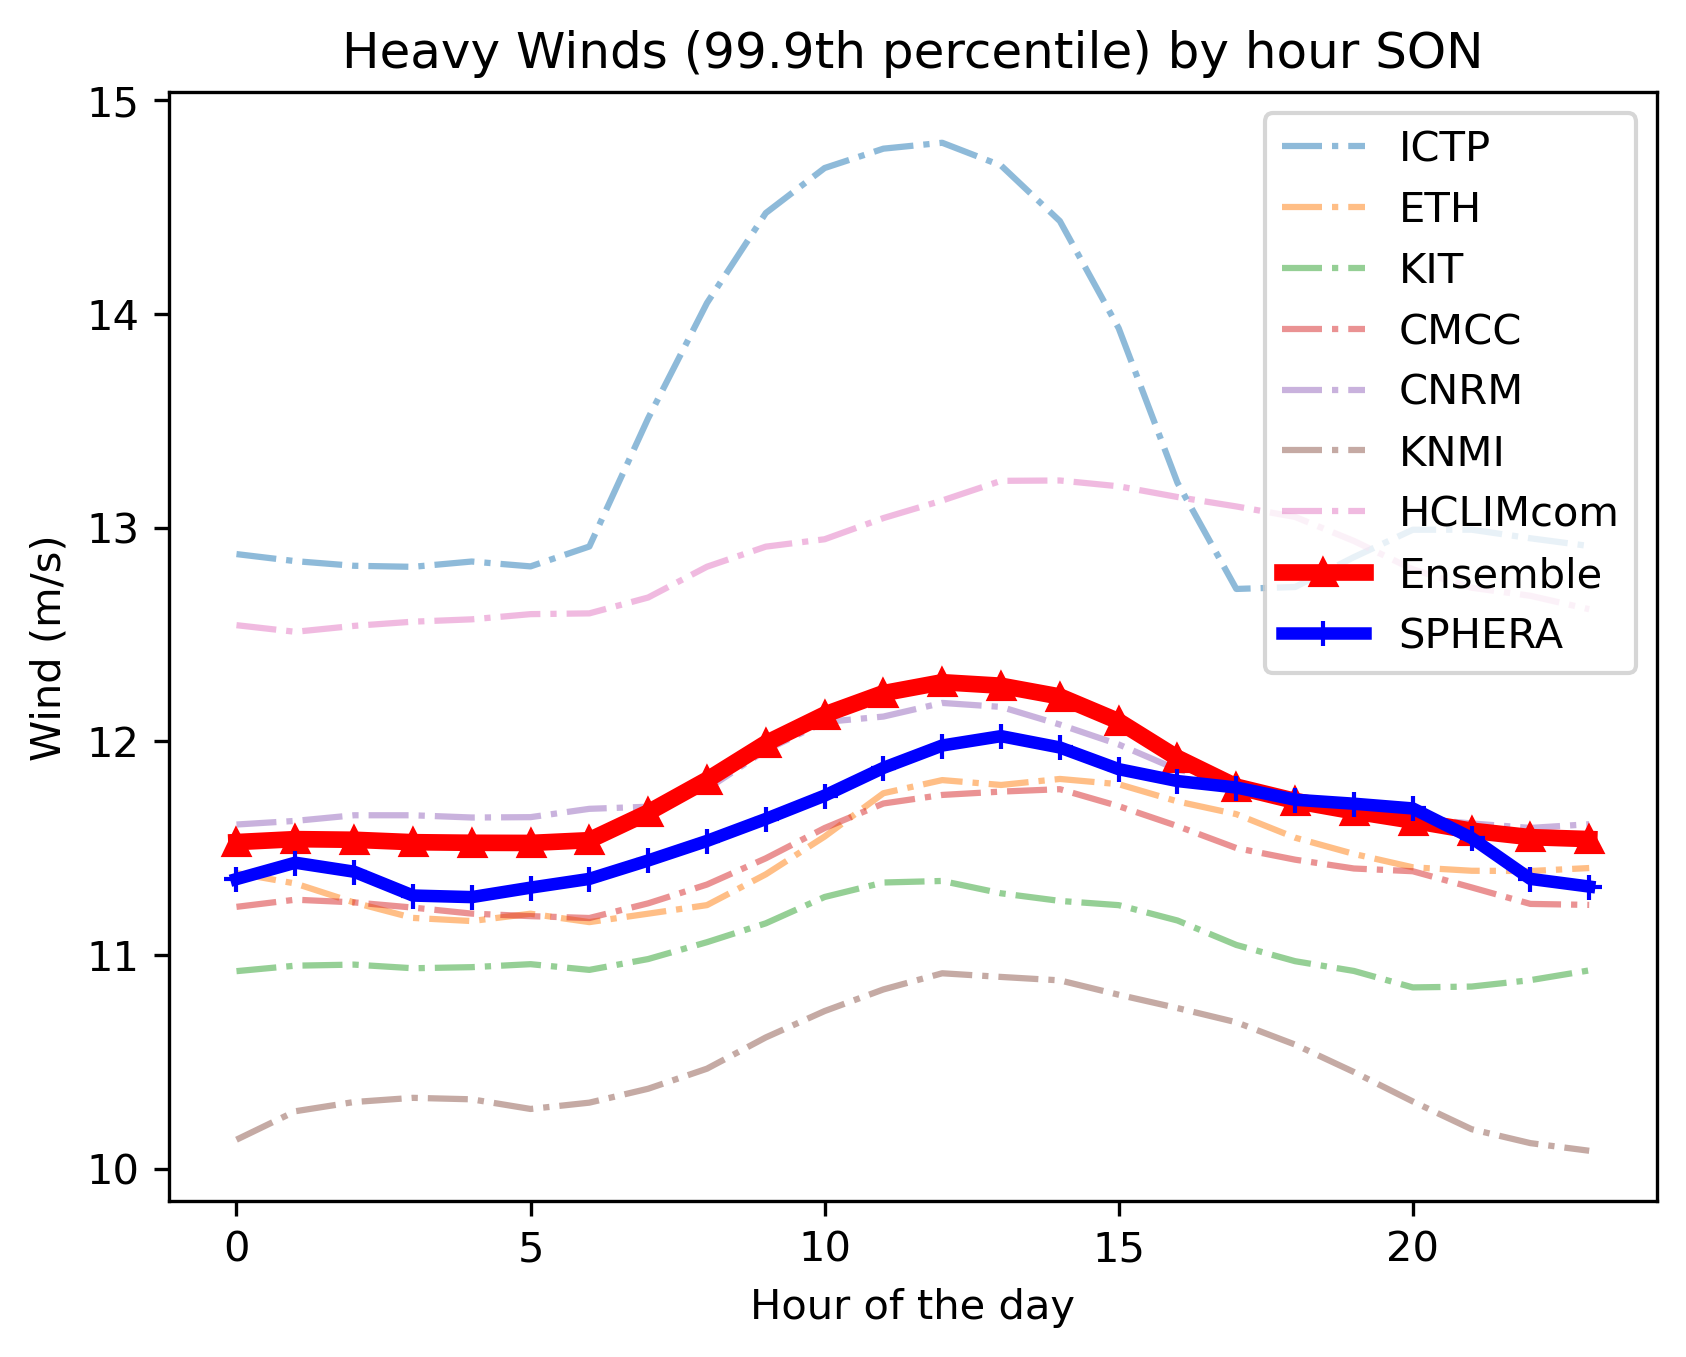 Heavy Winds (99.9th percentile) by hour SON
15
14
13
12
11
10
Wind (m/s)
ICTP
ETH
KIT
CMCC
CNRM
KNMI
HCLIMcom
Ensemble
SPHERA
0 5 10 15 20
Hour of the day